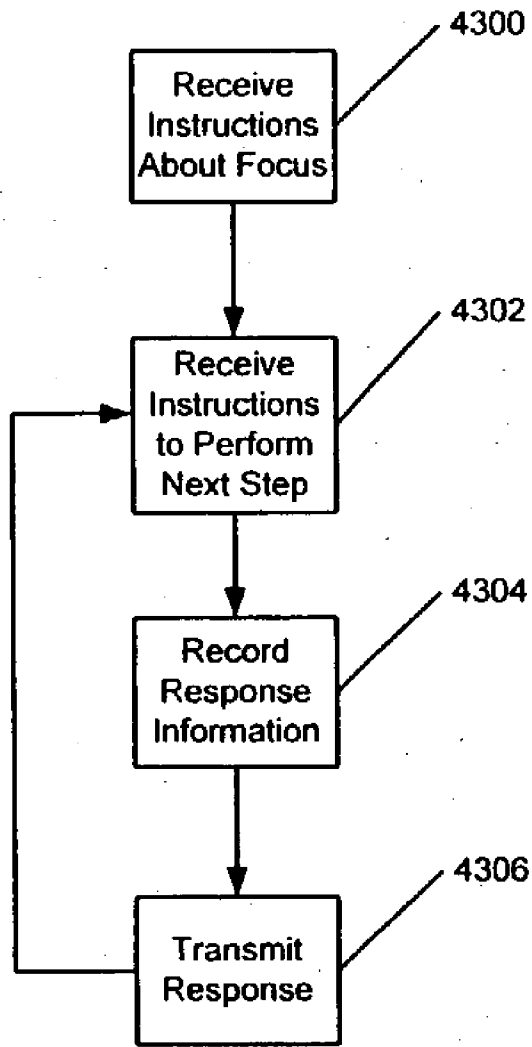 4300
Receive
Instructions
About Focus
4302
Receive
Instructions
to Perform
Next Step
4304
Record
Response
Information
4306
Transmit
Response